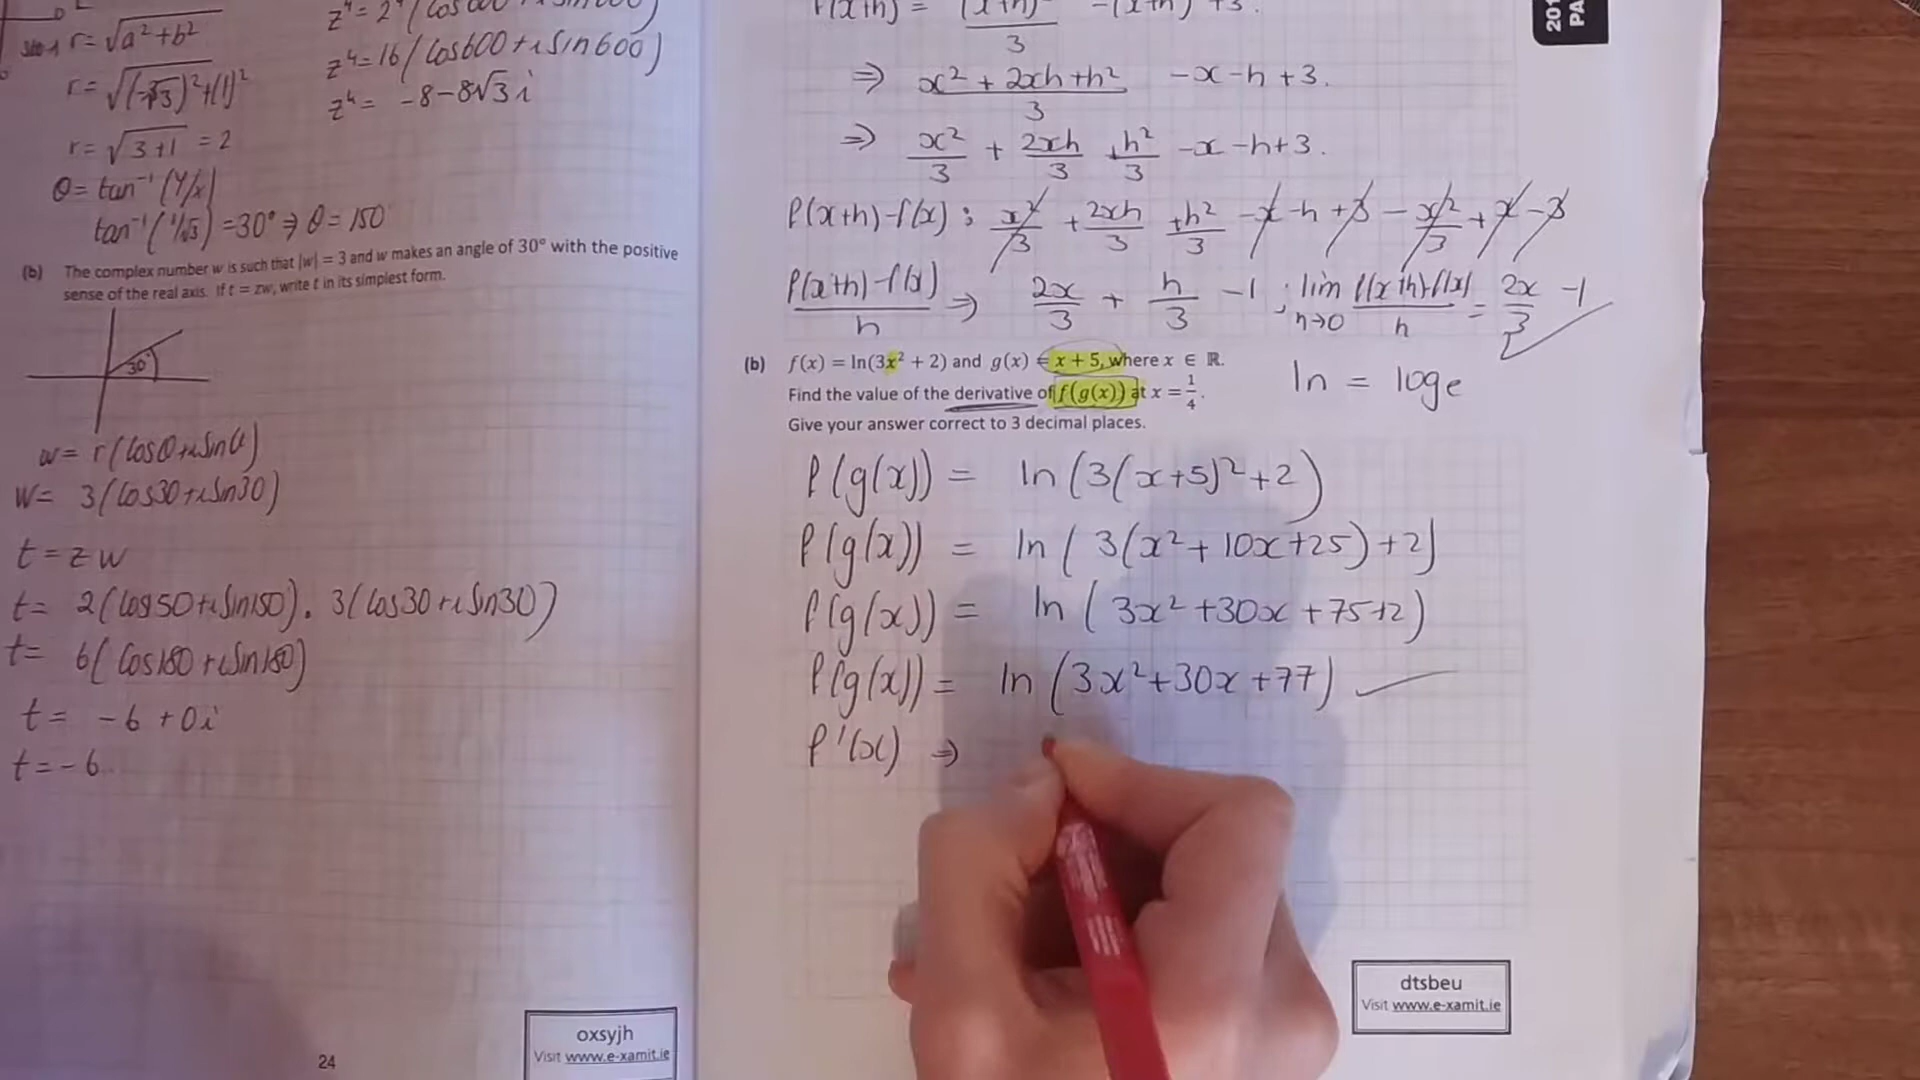 r = √a² + b²
r = √(-√3)² + (1)²
r = √3+1 = 2
θ = tan⁻¹ (y/x)
tan⁻¹ (1/√3) = 30° ⇒ θ = 150
z⁴ = 16 (Cos600 + i Sin 600)
z⁴ = -8 - 8√3 i
(b) The complex number w is such that |w| = 3 and w makes an angle of 30° with the positive
sense of the real axis. If t = zw, write t in its simplest form.
30°
w = r (Cosθ + i Sinθ)
W = 3 (Cos30 + i Sin30)
t = z w
t = 2 (Cos150 + i Sin150) . 3 (Cos30 + i Sin30)
t = 6 (Cos180 + i Sin180)
t = -6 + 0i
t = -6
oxsyjh
Visit www.e-xamit.ie
24
201
PA
f(x+h) = (x+h)²/3 - (x+h) + 3.
⇒ x² + 2xh + h²/3 - x - h + 3.
⇒ x²/3 + 2xh/3 + h²/3 - x - h + 3.
f(x+h) - f(x) : x²/3 + 2xh/3 + h²/3 - x - h + 3 - x²/3 + x - 3
f(x+h) - f(x)/h ⇒ 2x/3 + h/3 - 1 ; lim h→0 f(x+h) - f(x)/h = 2x/3 - 1
(b) f(x) = ln(3x² + 2) and g(x) = x + 5, where x ∈ ℝ.
Find the value of the derivative of f(g(x)) at x = 1/4.
Give your answer correct to 3 decimal places.
ln = loge
f(g(x)) = ln (3(x+5)² + 2)
f(g(x)) = ln ( 3(x² + 10x + 25) + 2)
f(g(x)) = ln ( 3x² + 30x + 75 + 2)
f(g(x)) = ln (3x² + 30x + 77)
f'(x) ⇒
dtsbeu
Visit www.e-xamit.ie